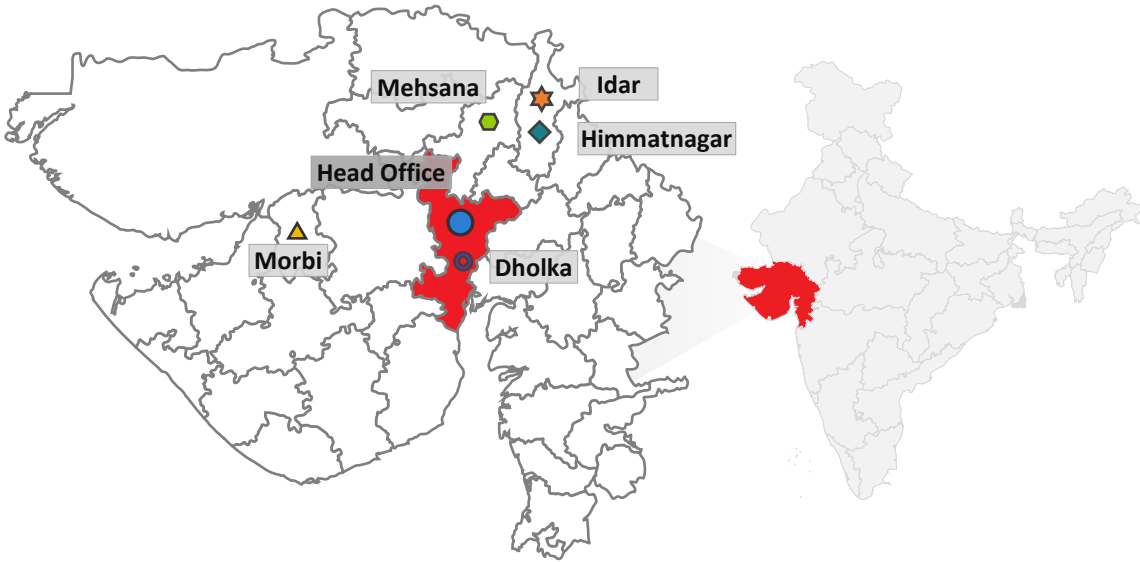 Mehsana
Idar
Himmatnagar
Head Office
Morbi
Dholka